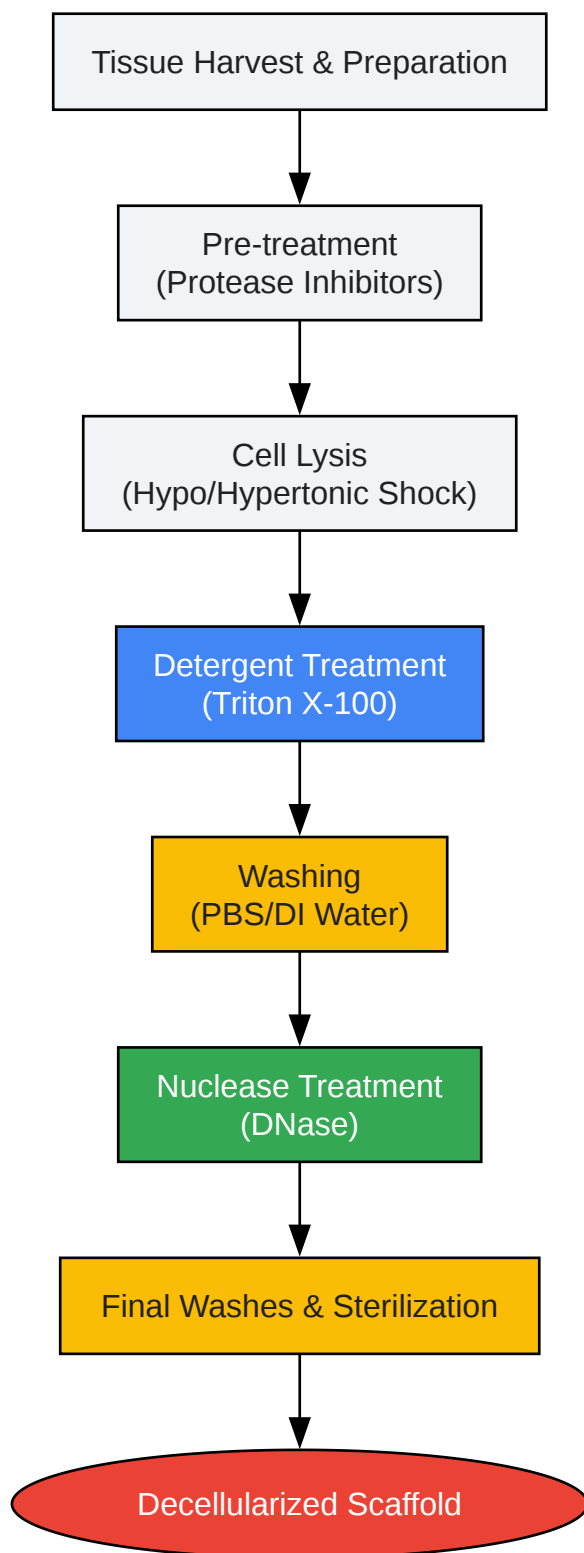 Tissue Harvest & Preparation
Pre-treatment
(Protease Inhibitors)
Cell Lysis
(Hypo/Hypertonic Shock)
Detergent Treatment
(Triton X-100)
Washing
(PBS/DI Water)
Nuclease Treatment
(DNase)
Final Washes & Sterilization
Decellularized Scaffold